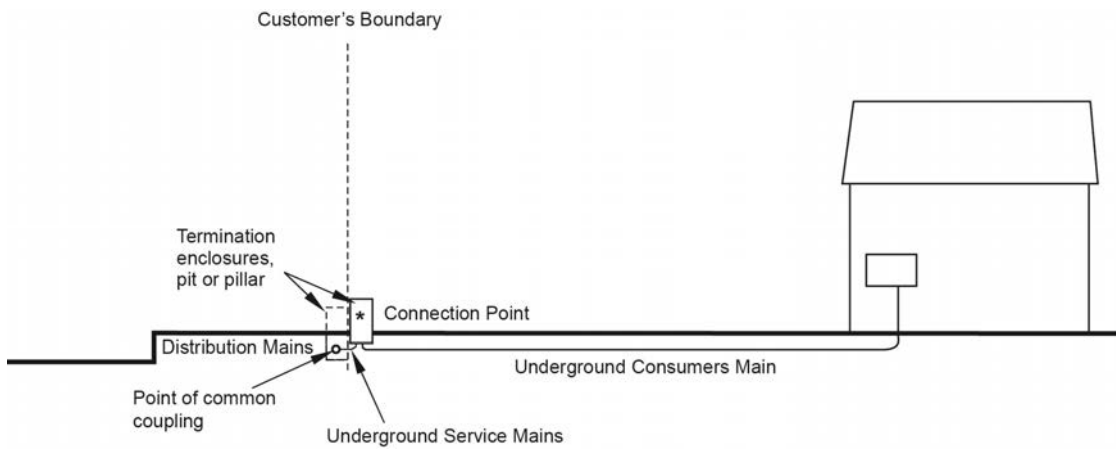 Customer's Boundary
Termination
enclosures,
pit or pillar
*
Connection Point
Distribution Mains
Underground Consumers Main
Point of common
coupling
Underground Service Mains